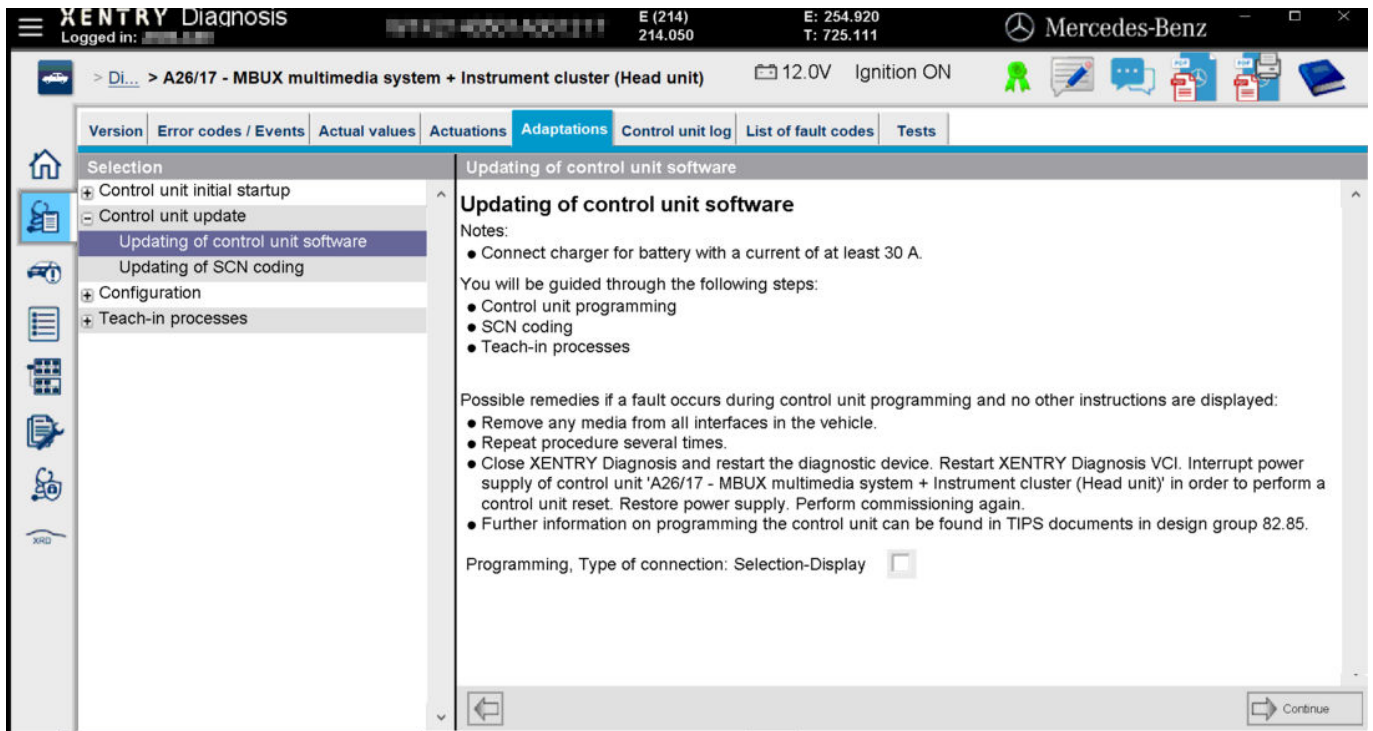 XENTRY Diagnosis
Logged in:
E (214)
214.050
E: 254.920
T: 725.111
Mercedes-Benz
> Di... > A26/17 - MBUX multimedia system + Instrument cluster (Head unit)
12.0V Ignition ON
Version Error codes / Events Actual values Actuations Adaptations Control unit log List of fault codes Tests
Selection
Control unit initial startup
Control unit update
Updating of control unit software
Updating of SCN coding
Configuration
Teach-in processes
XRD
Updating of control unit software
Updating of control unit software
Notes:
● Connect charger for battery with a current of at least 30 A.
You will be guided through the following steps:
● Control unit programming
● SCN coding
● Teach-in processes
Possible remedies if a fault occurs during control unit programming and no other instructions are displayed:
● Remove any media from all interfaces in the vehicle.
● Repeat procedure several times.
● Close XENTRY Diagnosis and restart the diagnostic device. Restart XENTRY Diagnosis VCI. Interrupt power
supply of control unit 'A26/17 - MBUX multimedia system + Instrument cluster (Head unit)' in order to perform a
control unit reset. Restore power supply. Perform commissioning again.
● Further information on programming the control unit can be found in TIPS documents in design group 82.85.
Programming, Type of connection: Selection-Display
Continue